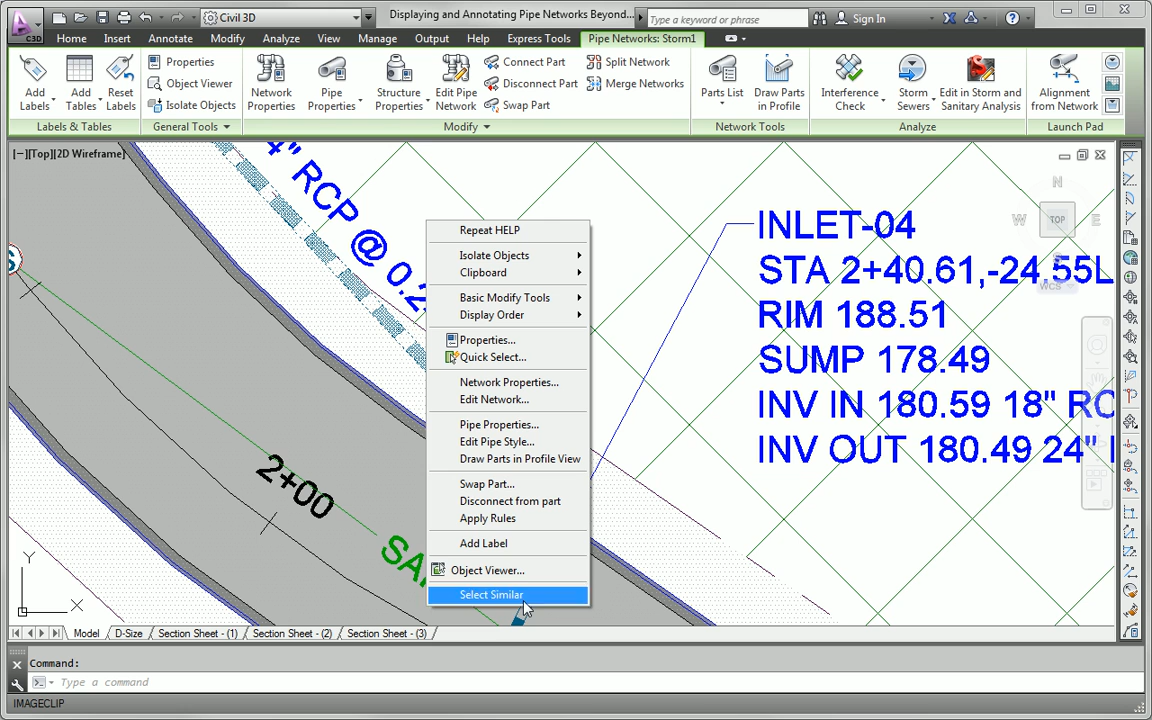 Civil 3D
Displaying and Annotating Pipe Networks Beyond...
Type a keyword or phrase
Sign In
C3D
Home
Insert
Annotate
Modify
Analyze
View
Manage
Output
Help
Express Tools
Pipe Networks: Storm1
Add Labels
Add Tables
Reset Labels
Properties
Object Viewer
Isolate Objects
Network Properties
Pipe Properties
Structure Properties
Edit Pipe Network
Connect Part
Disconnect Part
Swap Part
Split Network
Merge Networks
Parts List
Draw Parts in Profile
Interference Check
Storm Sewers
Edit in Storm and Sanitary Analysis
Alignment from Network
Labels & Tables
General Tools
Modify
Network Tools
Analyze
Launch Pad
[−][Top][2D Wireframe]
4" RCP @ 0.2
Repeat HELP
Isolate Objects
Clipboard
Basic Modify Tools
Display Order
Properties...
Quick Select...
Network Properties...
Edit Network...
Pipe Properties...
Edit Pipe Style...
Draw Parts in Profile View
Swap Part...
Disconnect from part
Apply Rules
Add Label
Object Viewer...
Select Similar
INLET-04
STA 2+40.61,-24.55L
RIM 188.51
SUMP 178.49
INV IN 180.59 18" RC
INV OUT 180.49 24"
N
W
TOP
E
S
WCS
2+00
SA
S
Y
X
Model
D-Size
Section Sheet - (1)
Section Sheet - (2)
Section Sheet - (3)
Command:
Type a command
IMAGECLIP